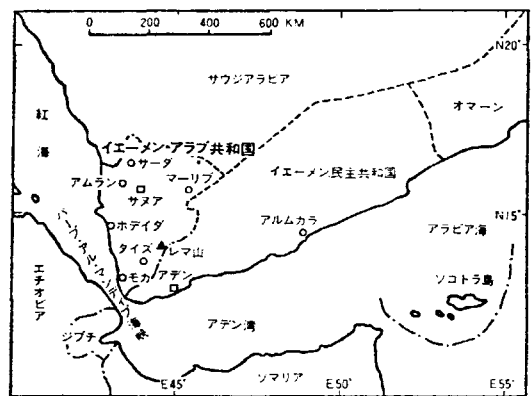 0 200 400 600 KM
N20°
サウジアラビア
オマーン
紅海
イエーメン・アラブ共和国
サーダ
イエーメン民主共和国
アムラン
マーリブ
サヌア
N15°
ホデイダ
アルムカラ
アラビア海
バーブ・アル・マンデブ海峡
タイズ
レマ山
エチオピア
モカ
アデン
ソコトラ島
ジブチ
アデン湾
E45°
ソマリア
E50°
E55°